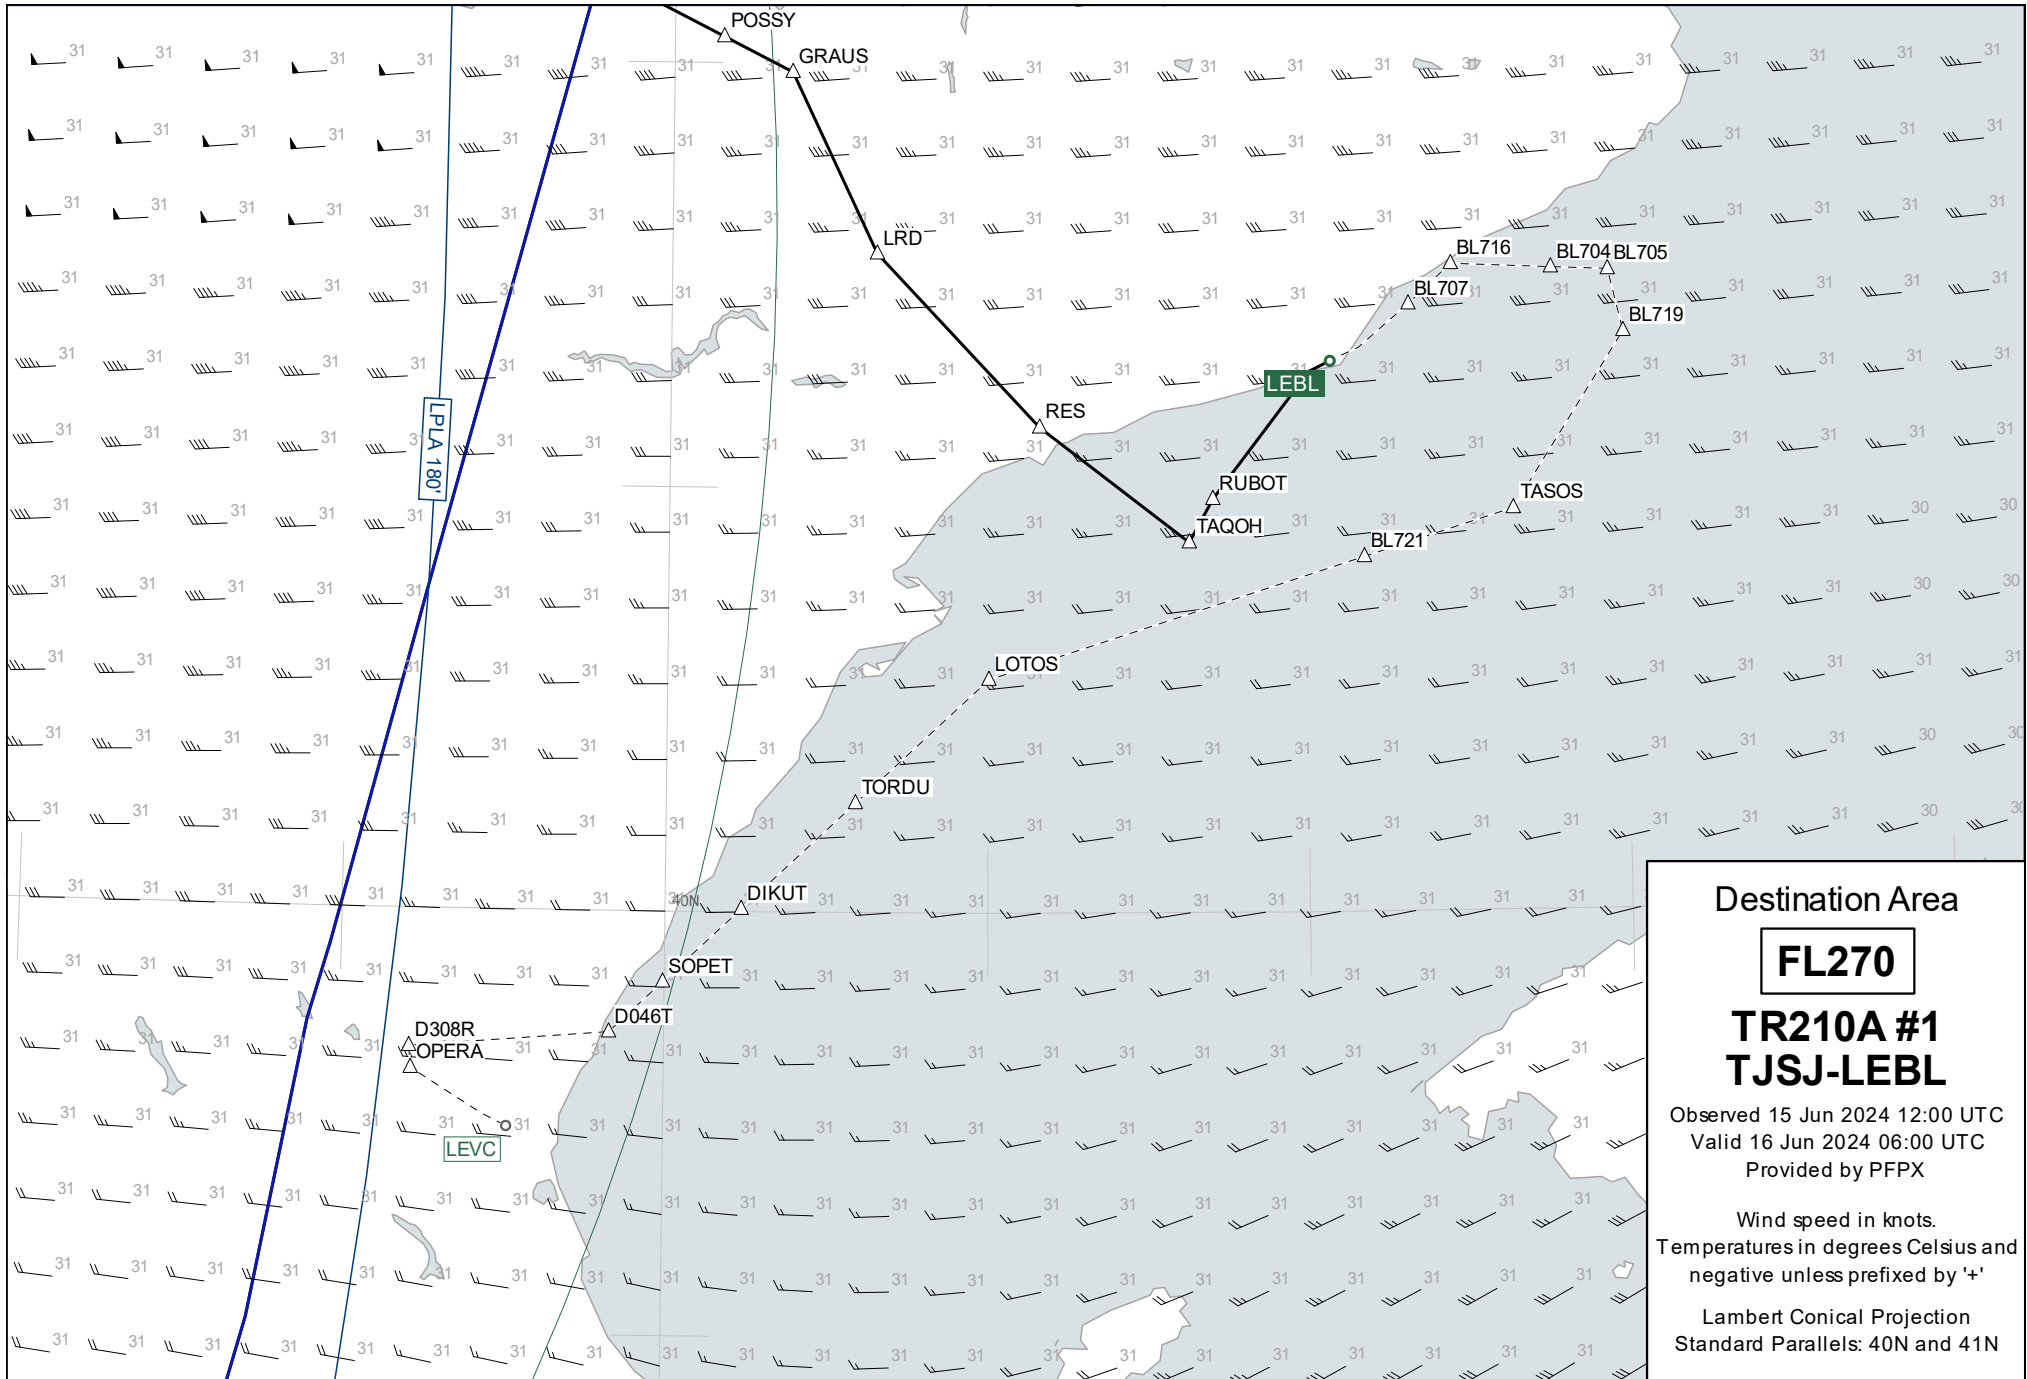 POSSY
GRAUS
LRD
BL716
BL704
BL705
BL707
BL719
LEBL
LPLA 180'
RES
RUBOT
TASOS
TAQOH
BL721
LOTOS
TORDU
DIKUT
40N
SOPET
D046T
D308R
OPERA
LEVC
Destination Area
FL270
TR210A #1
TJSJ-LEBL
Observed 15 Jun 2024 12:00 UTC
Valid 16 Jun 2024 06:00 UTC
Provided by PFPX
Wind speed in knots.
Temperatures in degrees Celsius and
negative unless prefixed by '+'
Lambert Conical Projection
Standard Parallels: 40N and 41N